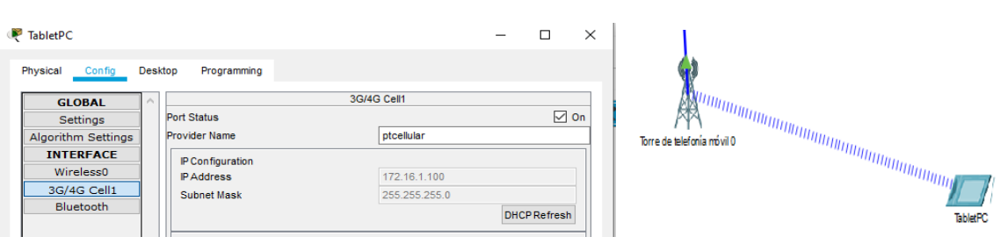 TabletPC
Physical Config Desktop Programming
GLOBAL
Settings
Algorithm Settings
INTERFACE
Wireless0
3G/4G Cell1
Bluetooth
3G/4G Cell1
Port Status On
Provider Name ptcellular
IP Configuration
IP Address 172.16.1.100
Subnet Mask 255.255.255.0
DHCP Refresh
Torre de telefonía móvil 0
TabletPC